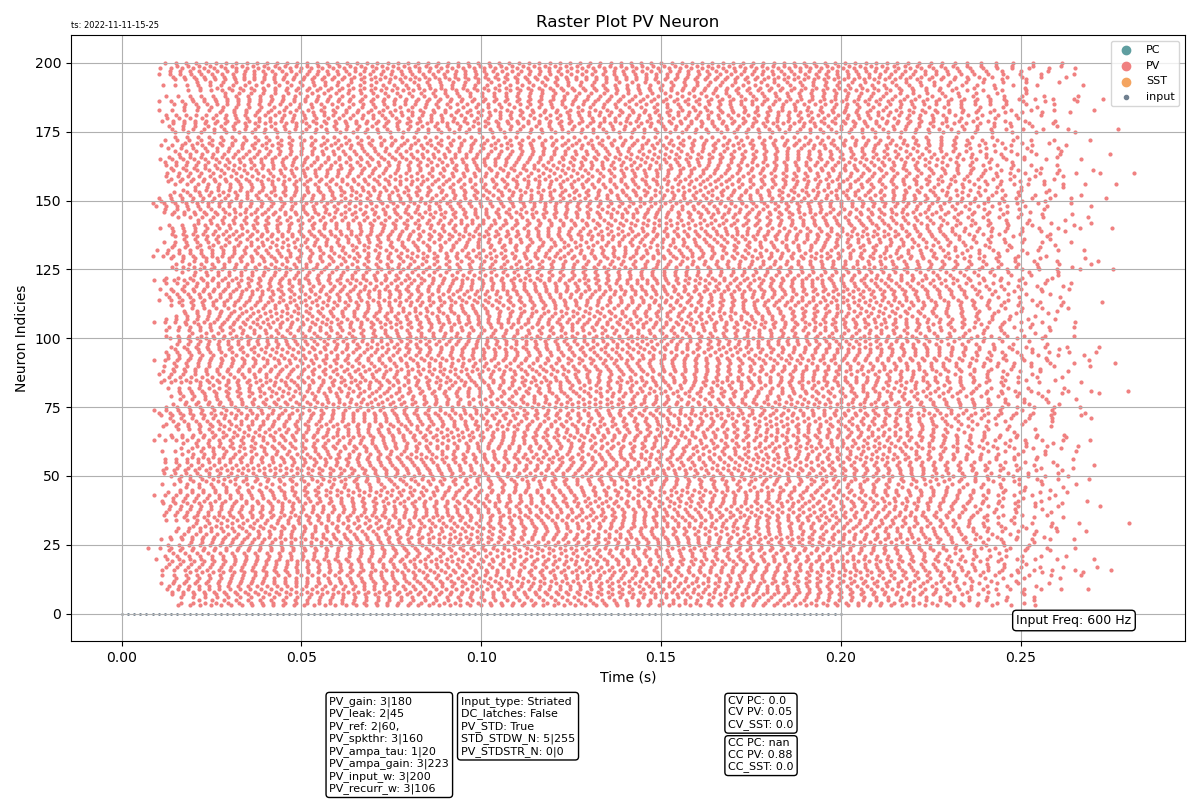 ts: 2022-11-11-15-25
Raster Plot PV Neuron
PC
PV
SST
input
200
175
150
125
100
75
50
25
0
Neuron Indicies
Input Freq: 600 Hz
0.00 0.05 0.10 0.15 0.20 0.25
Time (s)
PV_gain: 3|180
PV_leak: 2|45
PV_ref: 2|60,
PV_spkthr: 3|160
PV_ampa_tau: 1|20
PV_ampa_gain: 3|223
PV_input_w: 3|200
PV_recurr_w: 3|106
Input_type: Striated
DC_latches: False
PV_STD: True
STD_STDW_N: 5|255
PV_STDSTR_N: 0|0
CV PC: 0.0
CV PV: 0.05
CV_SST: 0.0
CC PC: nan
CC PV: 0.88
CC_SST: 0.0